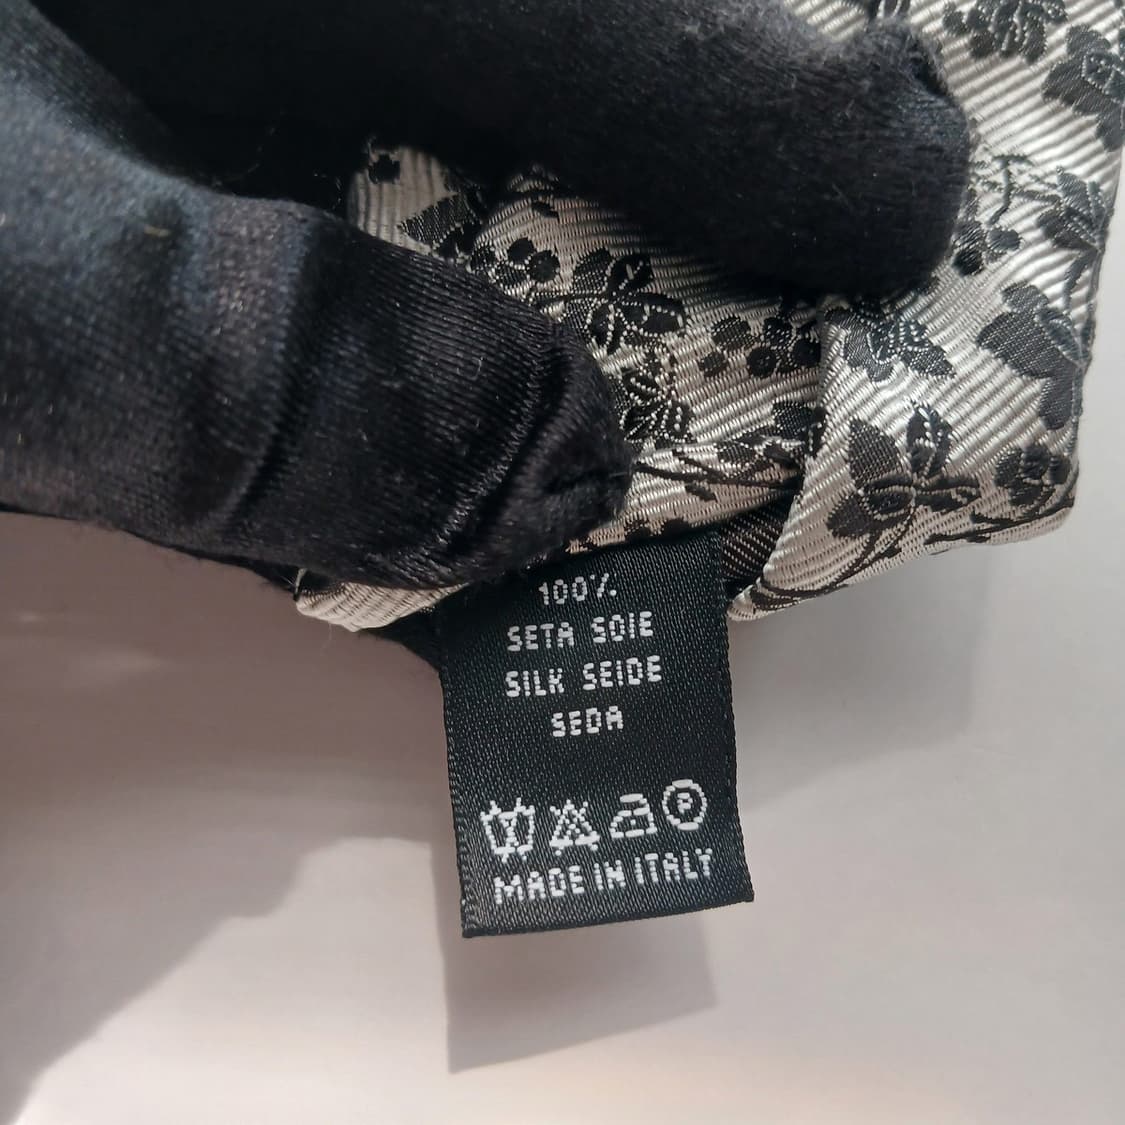 100%
SETA SOIE
SILK SEIDE
SEDA
P
MADE IN ITALY